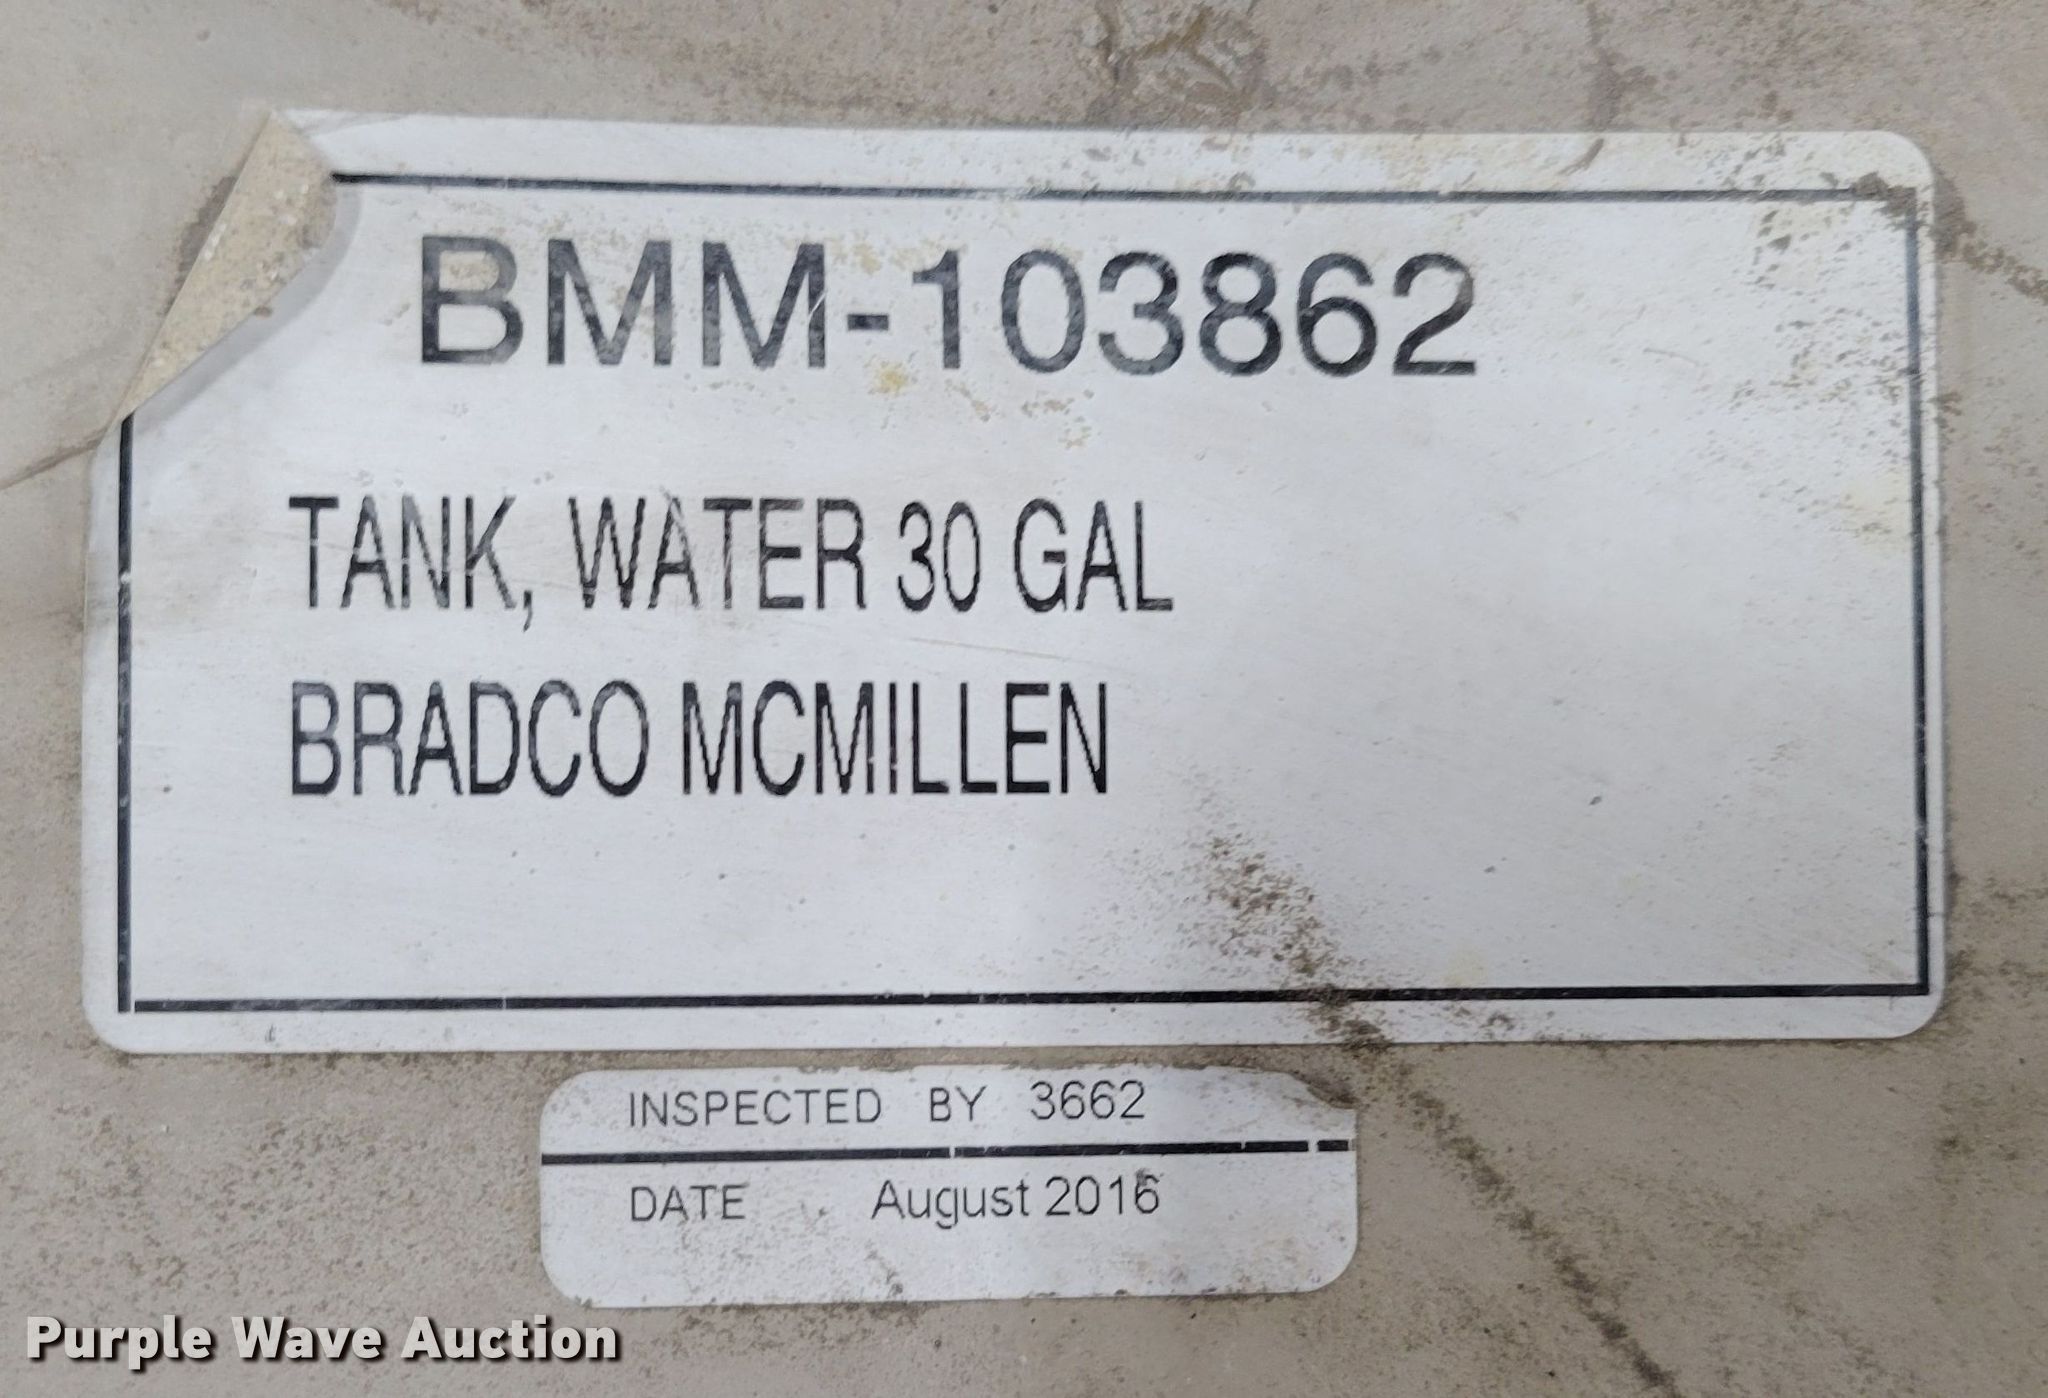 BMM-103862
TANK, WATER 30 GAL
BRADCO MCMILLEN
INSPECTED BY 3662
DATE August 2016
Purple Wave Auction